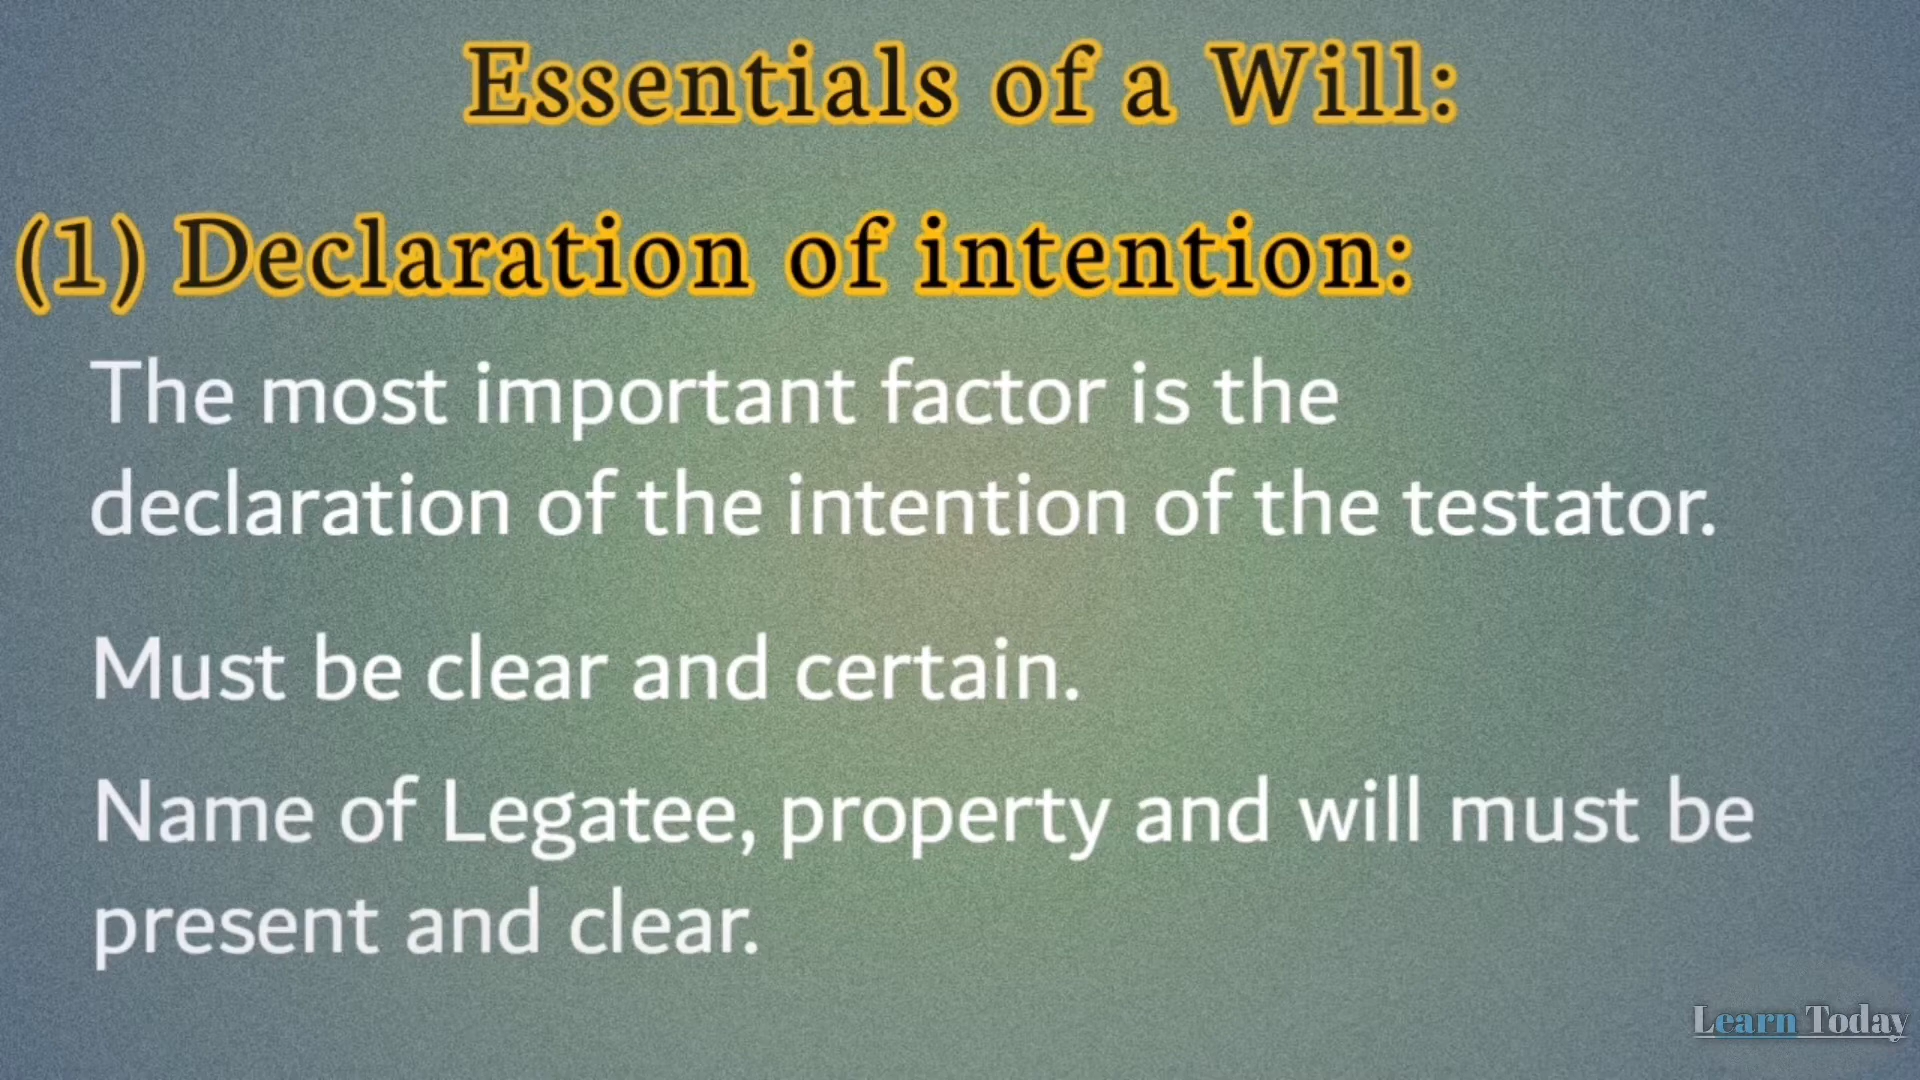 Essentials of a Will:
(1) Declaration of intention:
The most important factor is the
declaration of the intention of the testator.
Must be clear and certain.
Name of Legatee, property and will must be
present and clear.
Learn Today